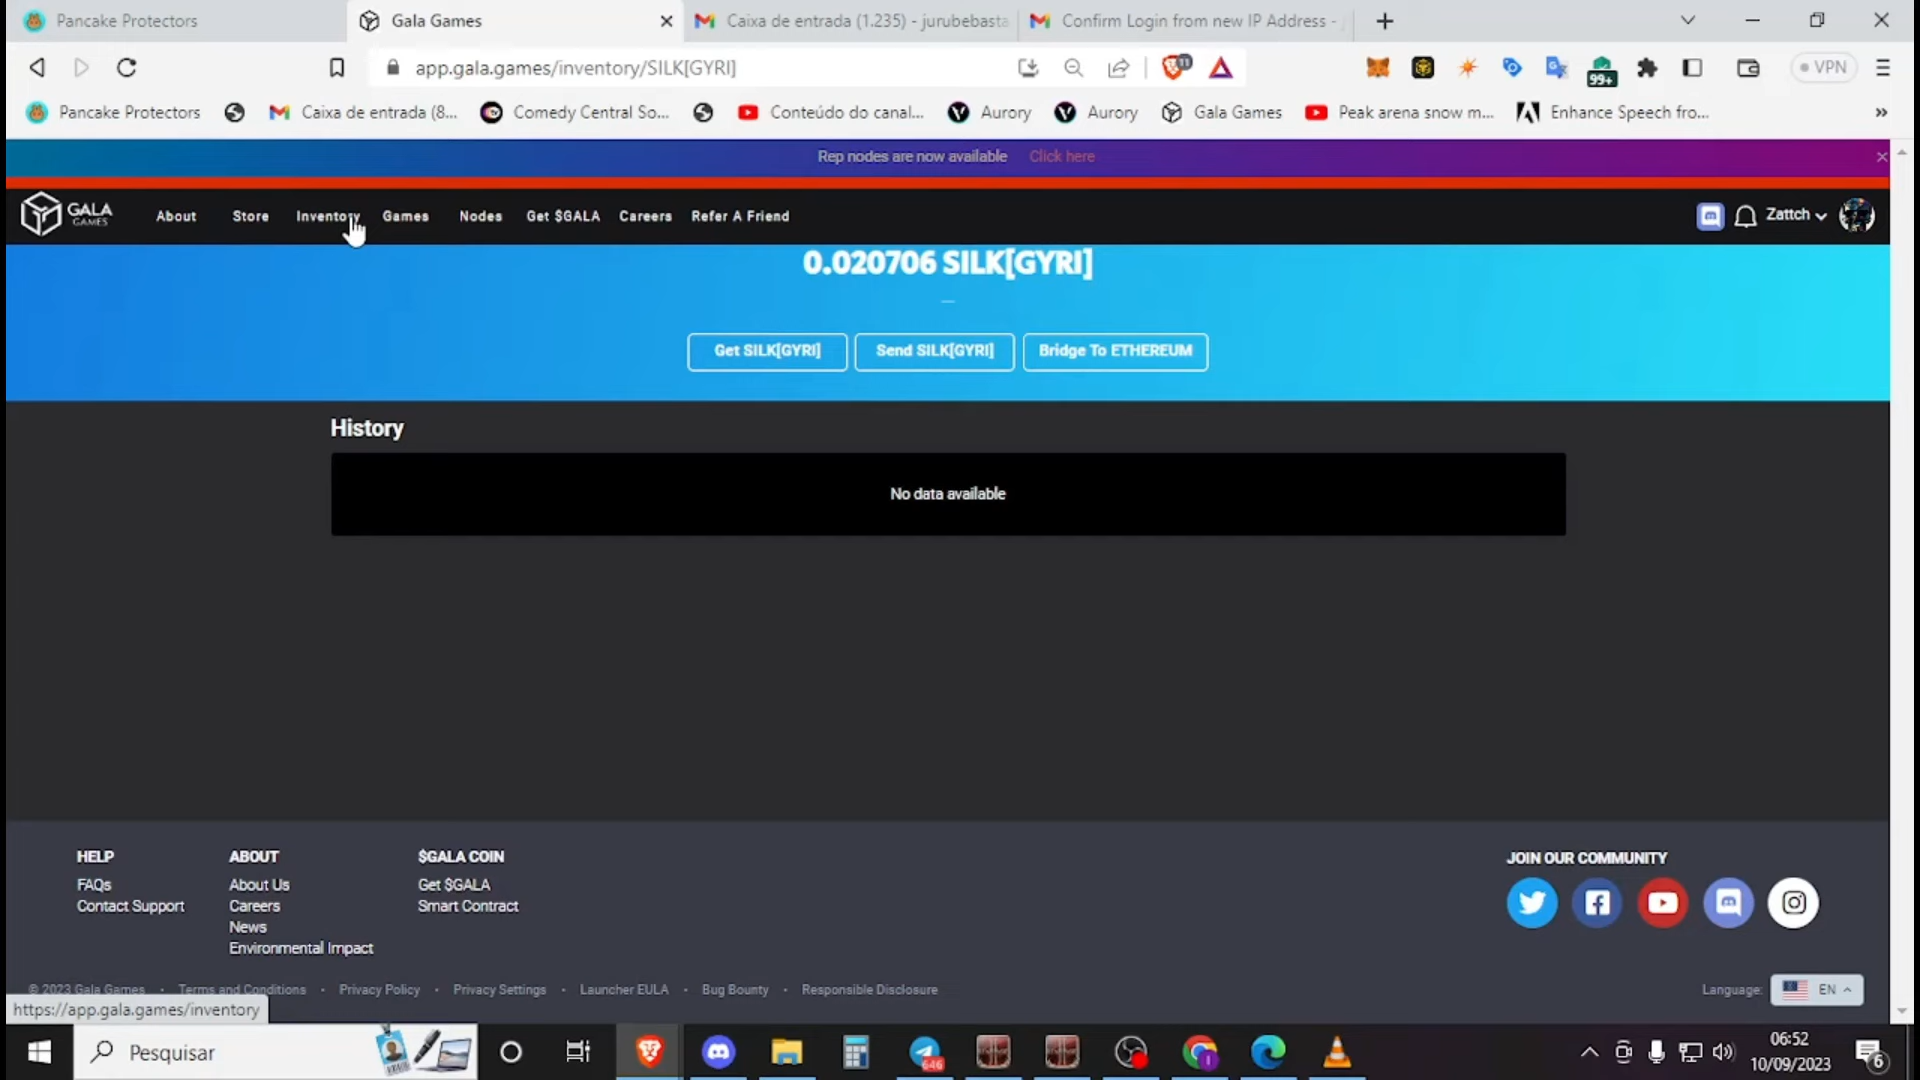 Pancake Protectors
Gala Games
Caixa de entrada (1.235) - jurubebasta
Confirm Login from new IP Address -
app.gala.games/inventory/SILK[GYRI]
11
99+
VPN
Pancake Protectors
Caixa de entrada (8...
Comedy Central So...
Conteúdo do canal...
Aurory
Aurory
Gala Games
Peak arena snow m...
Enhance Speech fro...
»
Rep nodes are now available Click here
GALA
GAMES
About
Store
Inventory
Games
Nodes
Get $GALA
Careers
Refer A Friend
Zattch
0.020706 SILK[GYRI]
Get SILK[GYRI]
Send SILK[GYRI]
Bridge To ETHEREUM
History
No data available
HELP
FAQs
Contact Support
ABOUT
About Us
Careers
News
Environmental Impact
$GALA COIN
Get $GALA
Smart Contract
JOIN OUR COMMUNITY
© 2023 Gala Games • Terms and Conditions • Privacy Policy • Privacy Settings • Launcher EULA • Bug Bounty • Responsible Disclosure
Language: EN
https://app.gala.games/inventory
Pesquisar
646
06:52
10/09/2023
6